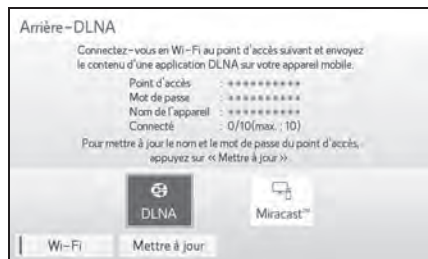 Arrière-DLNA
Connectez-vous en Wi-Fi au point d'accès suivant et envoyez
le contenu d'une application DLNA sur votre appareil mobile.
Point d'accès : **********
Mot de passe : **********
Nom de l'appareil : **********
Connecté : 0/10(max. : 10)
Pour mettre à jour le nom et le mot de passe du point d'accès,
appuyez sur « Mettre à jour ».
DLNA
Miracast™
Wi-Fi
Mettre à jour